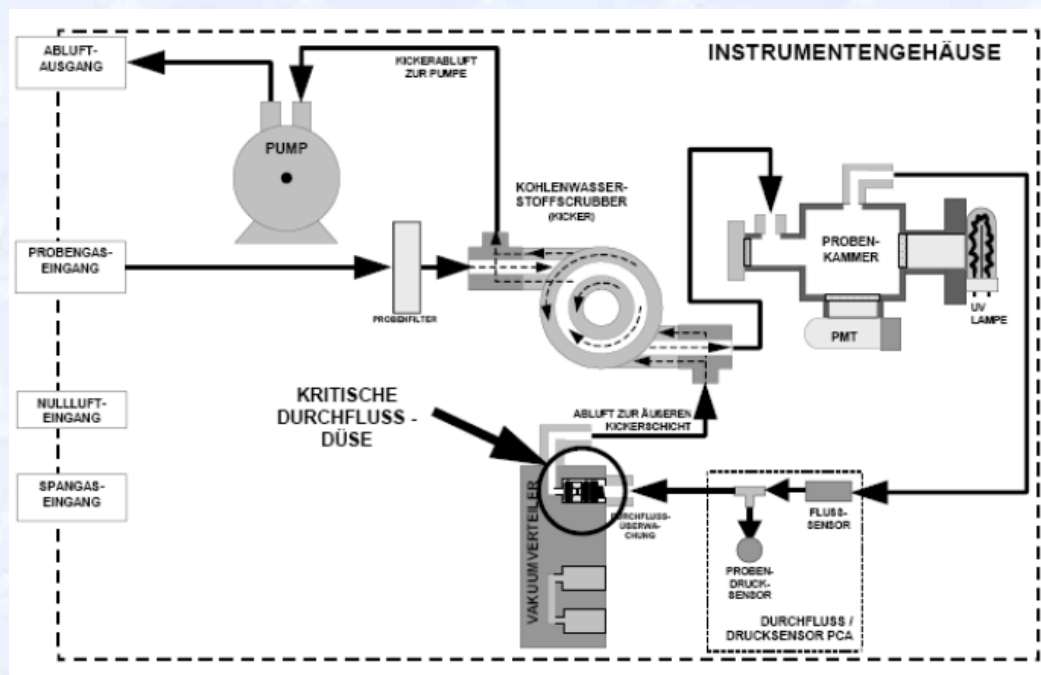 INSTRUMENTENGEHÄUSE
ABLUFT-
AUSGANG
KICKERABLUFT
ZUR PUMPE
PUMP
KOHLENWASSER-
STOFFSCRUBBER
(KICKER)
PROBENGAS-
EINGANG
PROBENFILTER
PROBEN-
KAMMER
UV
LAMPE
PMT
NULLLUFT-
EINGANG
SPANGAS-
EINGANG
KRITISCHE
DURCHFLUSS -
DÜSE
ABLUFT ZUR ÄUßEREN
KICKERSCHICHT
VAKUUMVERTEILER
DURCHFLUSS-
ÜBERWA-
CHUNG
FLUSS-
SENSOR
PROBEN-
DRUCK-
SENSOR
DURCHFLUSS /
DRUCKSENSOR PCA